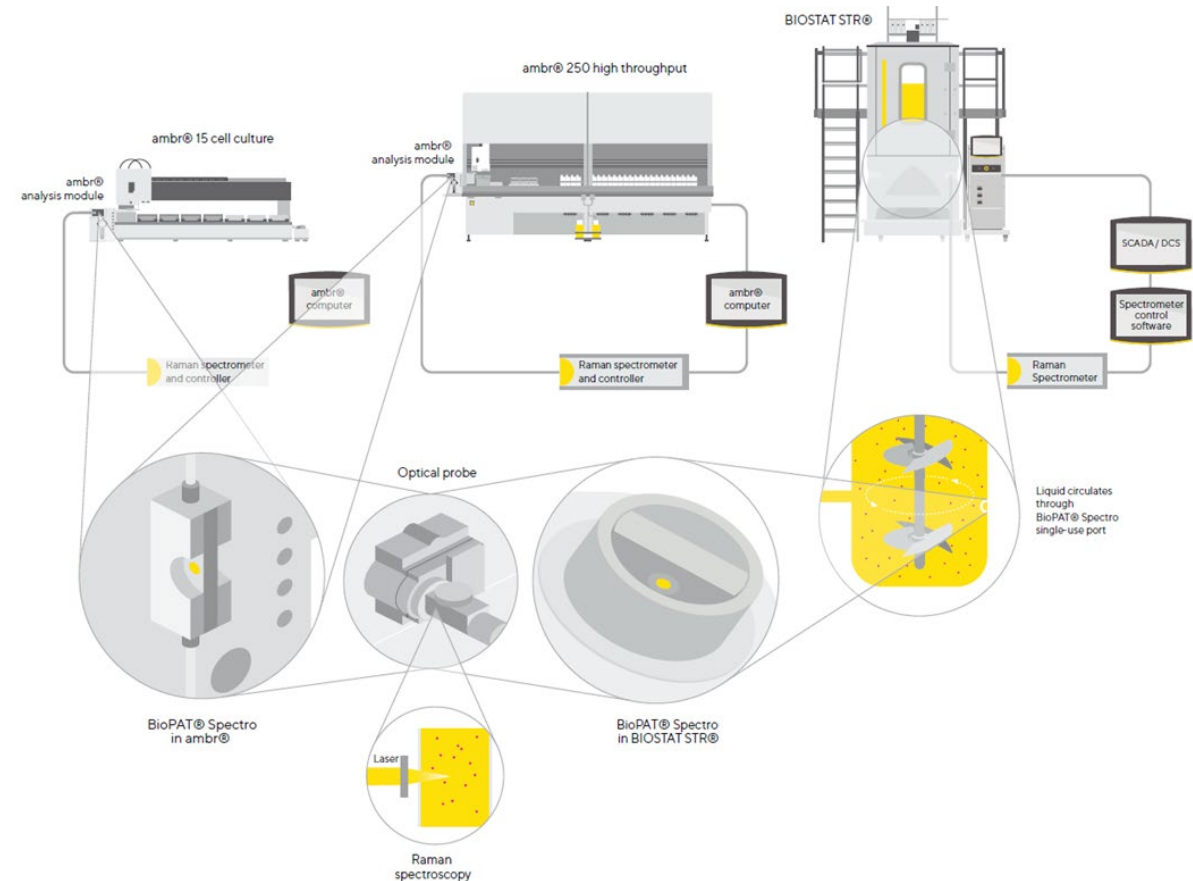 BIOSTAT STR®
ambr® 250 high throughput
ambr® 15 cell culture
ambr®
analysis module
ambr®
analysis module
ambr®
computer
Raman spectrometer
and controller
ambr®
computer
Raman spectrometer
and controller
SCADA / DCS
Spectrometer
control
software
Raman
Spectrometer
Optical probe
Liquid circulates
through
BioPAT® Spectro
single-use port
BioPAT® Spectro
in ambr®
BioPAT® Spectro
in BIOSTAT STR®
Laser
Raman
spectroscopy